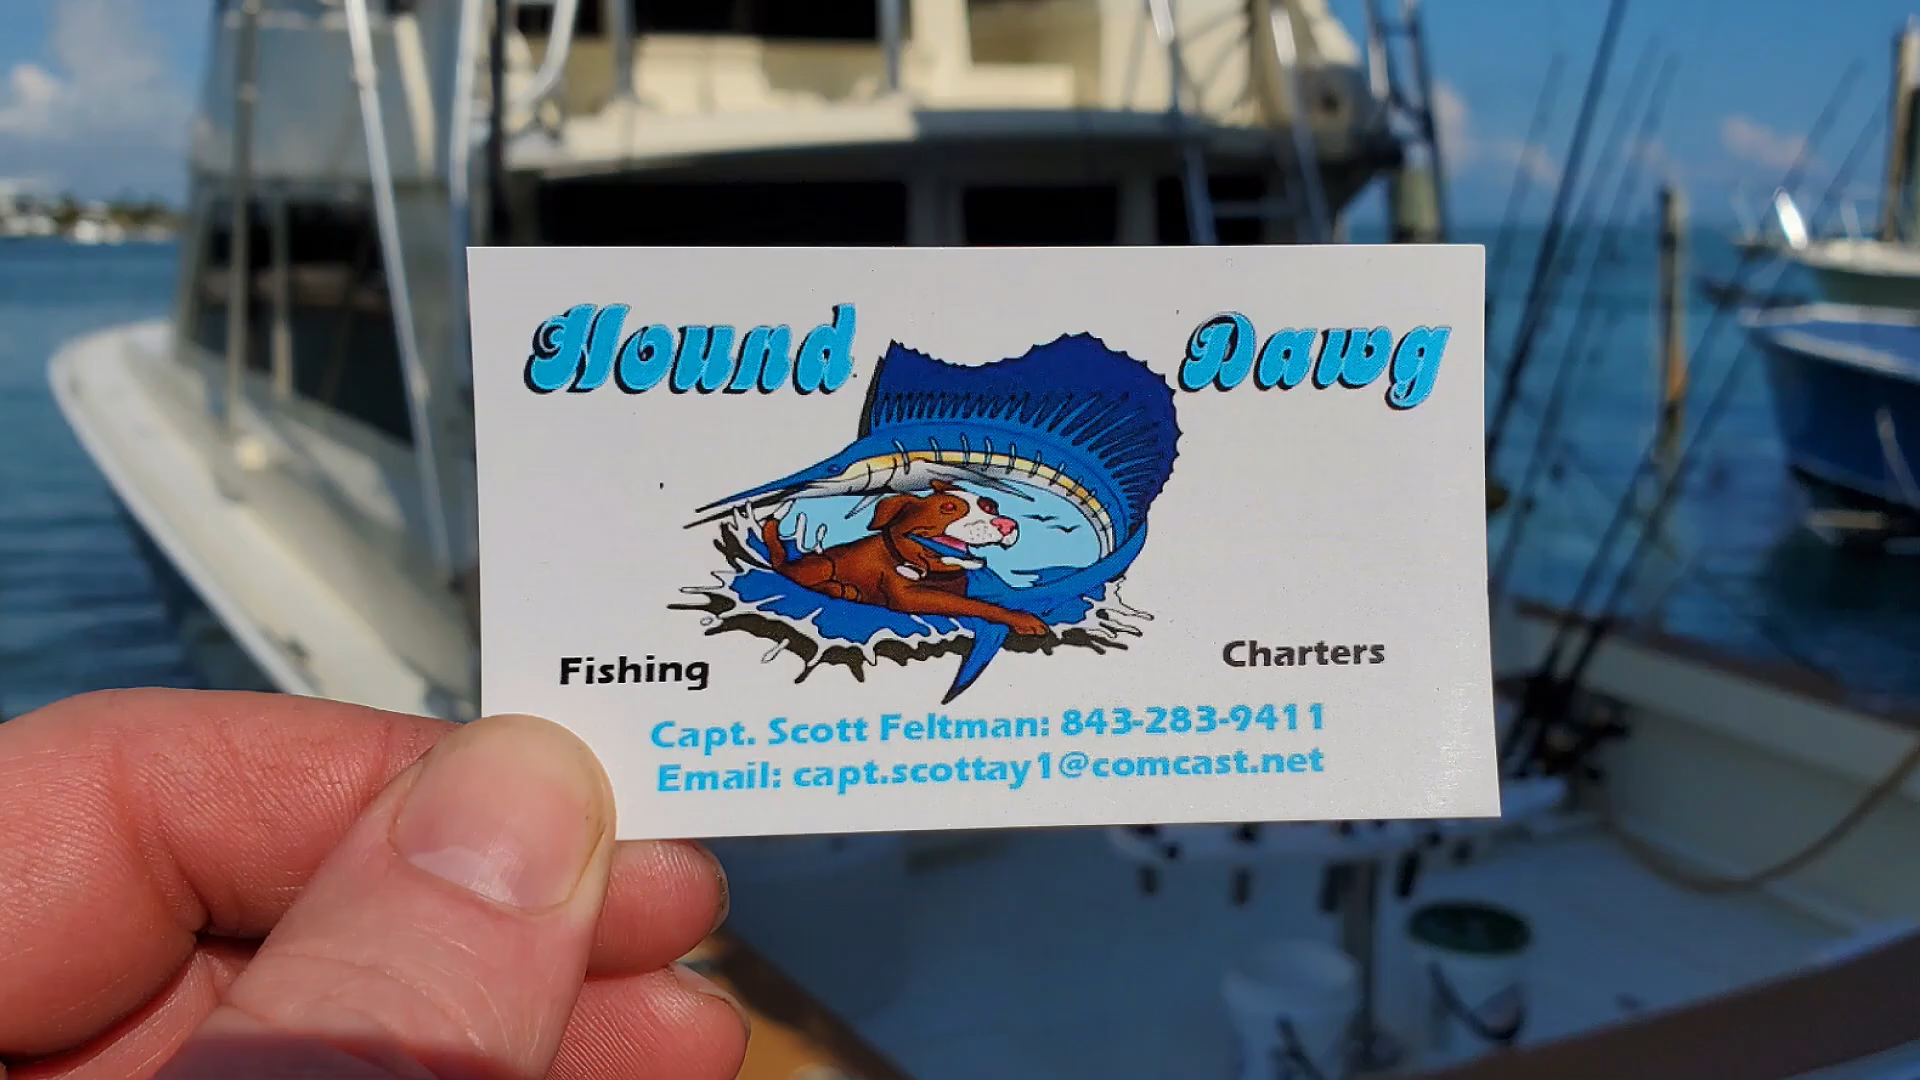 Hound Dawg
Fishing Charters
Capt. Scott Feltman: 843-283-9411
Email: capt.scottay1@comcast.net